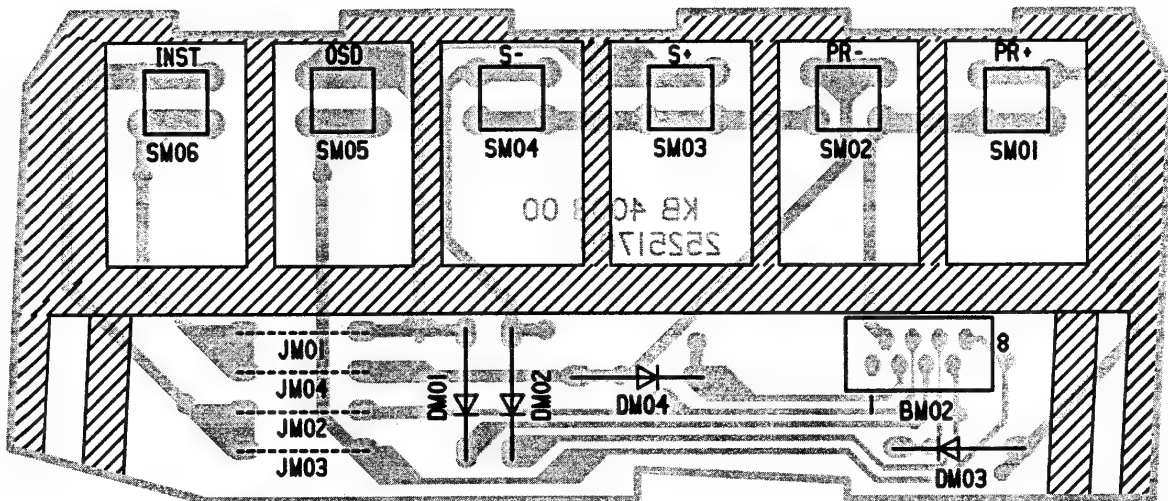 INST OSD S- S+ PR- PR+
SM06 SM05 SM04 SM03 SM02 SM01
KB 40
00
252517
JM01
8
JM04
DM01
DM02
DM04
1
BM02
JM02
JM03
DM03